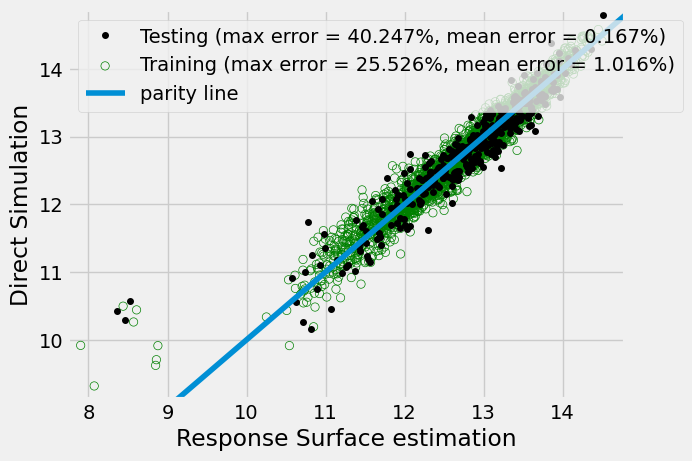 Testing (max error = 40.247%, mean error = 0.167%)
Training (max error = 25.526%, mean error = 1.016%)
parity line
14
13
12
11
10
Direct Simulation
8 9 10 11 12 13 14
Response Surface estimation